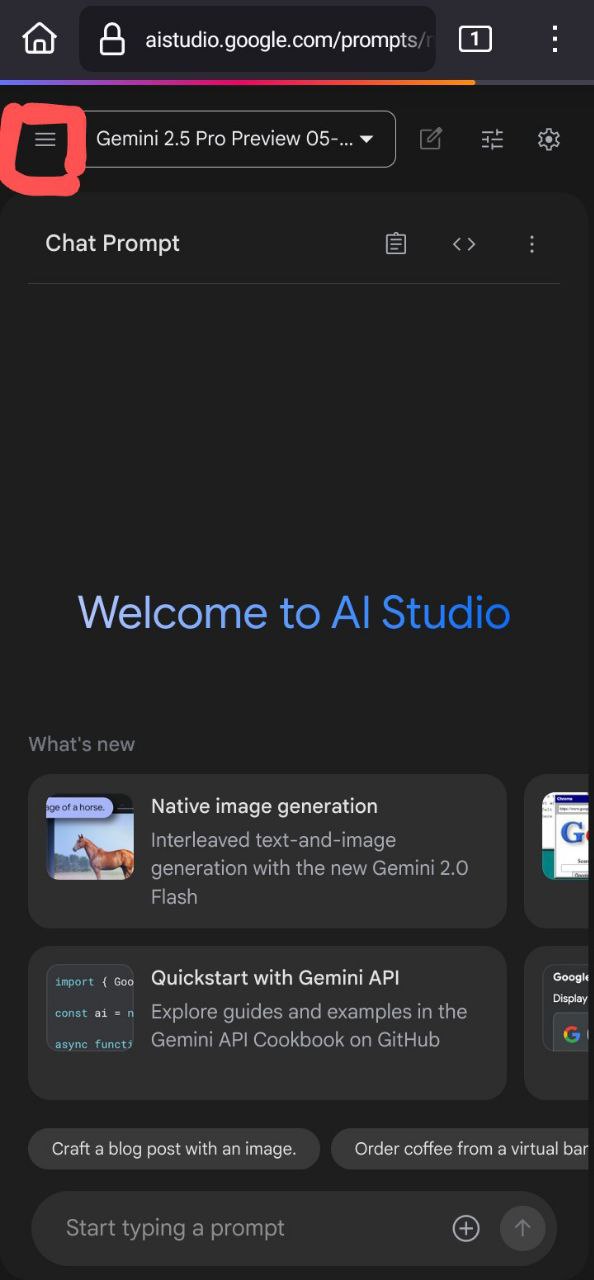 aistudio.google.com/prompts/
1
Gemini 2.5 Pro Preview 05-...
Chat Prompt
Welcome to AI Studio
What's new
age of a horse.
Native image generation
Interleaved text-and-image
generation with the new Gemini 2.0
Flash
Chrome
G
import { Goo
const ai = n
async functi
Quickstart with Gemini API
Explore guides and examples in the
Gemini API Cookbook on GitHub
Google
Display
G
Craft a blog post with an image.
Order coffee from a virtual bar
Start typing a prompt